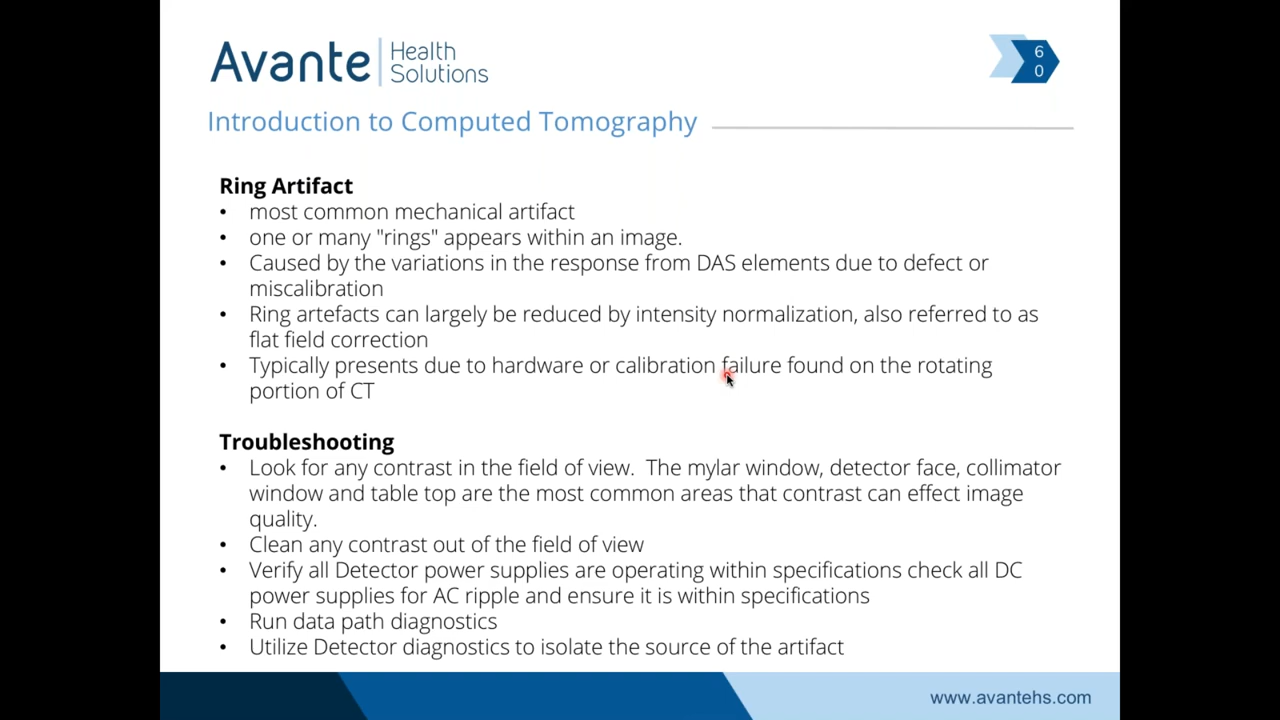 Avante Health Solutions
6
0
Introduction to Computed Tomography
Ring Artifact
• most common mechanical artifact
• one or many "rings" appears within an image.
• Caused by the variations in the response from DAS elements due to defect or
miscalibration
• Ring artefacts can largely be reduced by intensity normalization, also referred to as
flat field correction
• Typically presents due to hardware or calibration failure found on the rotating
portion of CT
Troubleshooting
• Look for any contrast in the field of view.  The mylar window, detector face, collimator
window and table top are the most common areas that contrast can effect image
quality.
• Clean any contrast out of the field of view
• Verify all Detector power supplies are operating within specifications check all DC
power supplies for AC ripple and ensure it is within specifications
• Run data path diagnostics
• Utilize Detector diagnostics to isolate the source of the artifact
www.avantehs.com